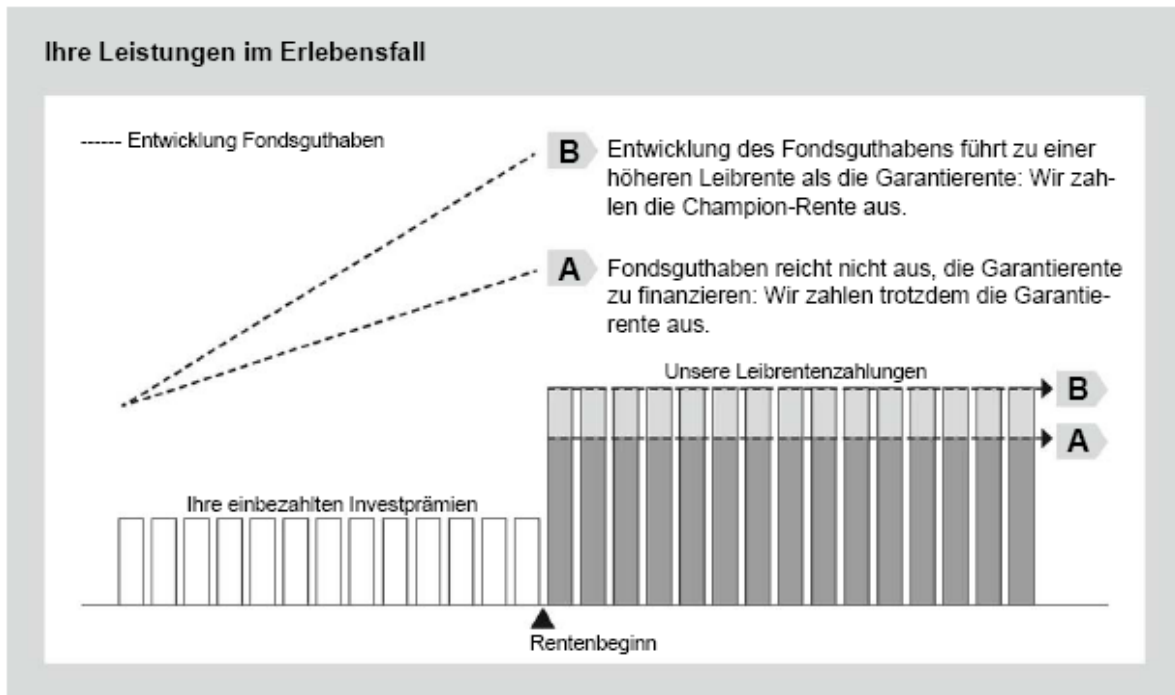 Ihre Leistungen im Erlebensfall
------ Entwicklung Fondsguthaben
B
Entwicklung des Fondsguthabens führt zu einer
höheren Leibrente als die Garantierente: Wir zah-
len die Champion-Rente aus.
A
Fondsguthaben reicht nicht aus, die Garantierente
zu finanzieren: Wir zahlen trotzdem die Garantie-
rente aus.
Unsere Leibrentenzahlungen
B
A
Ihre einbezahlten Investprämien
Rentenbeginn